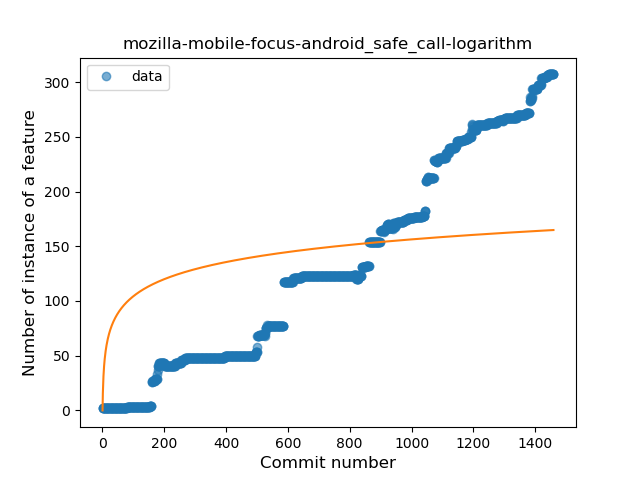 mozilla-mobile-focus-android_safe_call-logarithm
data
Number of instance of a feature
300
250
200
150
100
50
0
0 200 400 600 800 1000 1200 1400
Commit number